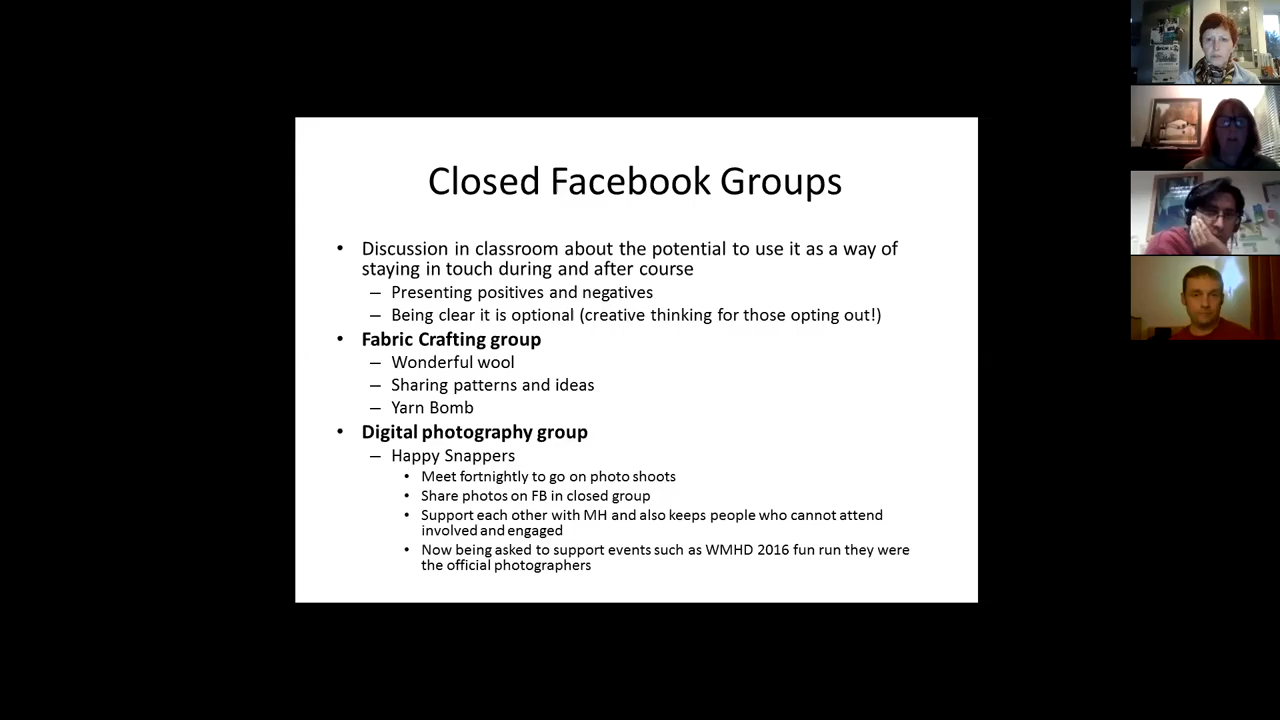 Closed Facebook Groups
• Discussion in classroom about the potential to use it as a way of
staying in touch during and after course
– Presenting positives and negatives
– Being clear it is optional (creative thinking for those opting out!)
• Fabric Crafting group
– Wonderful wool
– Sharing patterns and ideas
– Yarn Bomb
• Digital photography group
– Happy Snappers
• Meet fortnightly to go on photo shoots
• Share photos on FB in closed group
• Support each other with MH and also keeps people who cannot attend
involved and engaged
• Now being asked to support events such as WMHD 2016 fun run they were
the official photographers